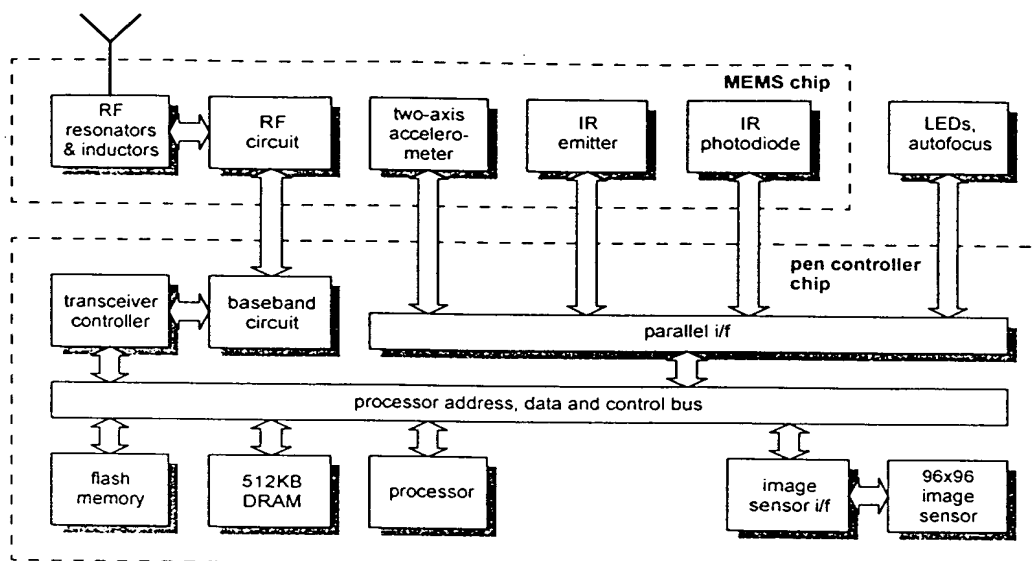 MEMS chip
RF
resonators
& inductors
RF
circuit
two-axis
accelero-
meter
IR
emitter
IR
photodiode
LEDs,
autofocus
pen controller
chip
transceiver
controller
baseband
circuit
parallel i/f
processor address, data and control bus
flash
memory
512KB
DRAM
processor
image
sensor i/f
96x96
image
sensor